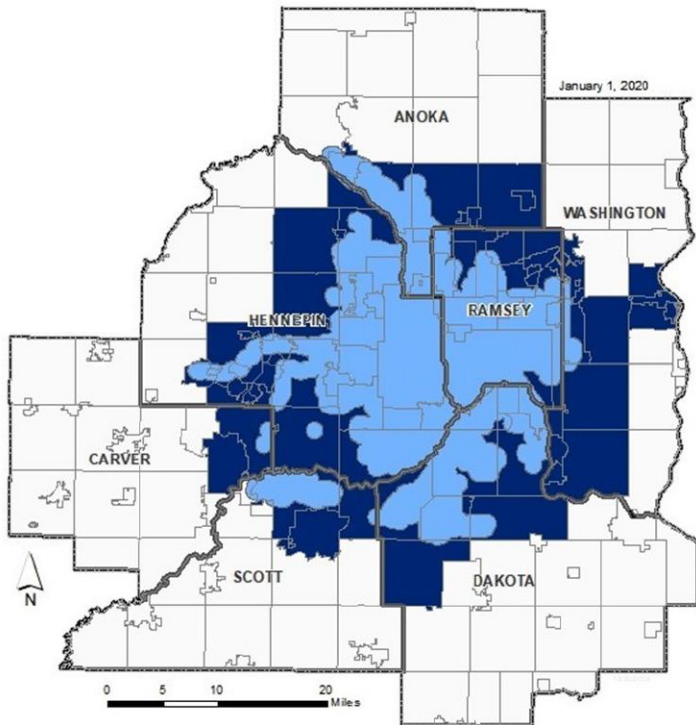 January 1, 2020
ANOKA
WASHINGTON
HENNEPIN
RAMSEY
CARVER
N
SCOTT
DAKOTA
0 5 10 20
Miles